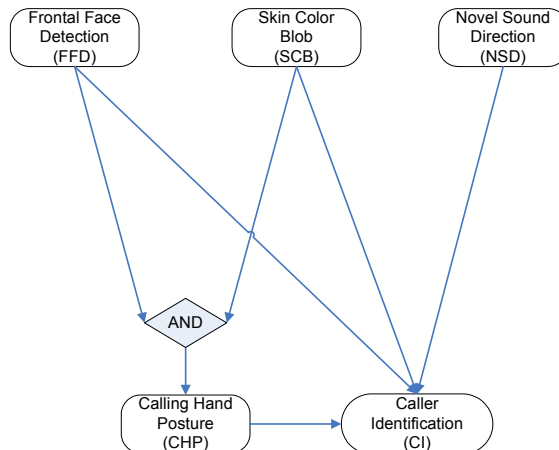 Frontal Face
Detection
(FFD)
Skin Color
Blob
(SCB)
Novel Sound
Direction
(NSD)
AND
Calling Hand
Posture
(CHP)
Caller
Identification
(CI)